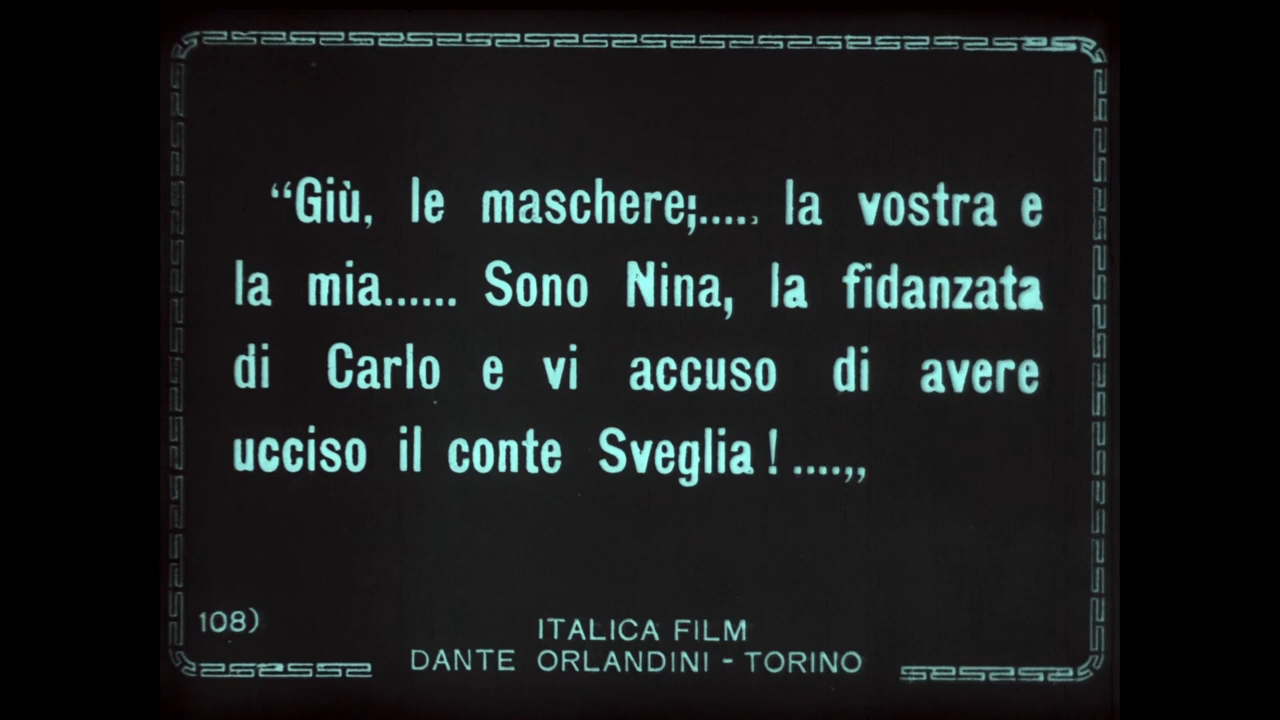 “Giù, le maschere;..... la vostra e
la mia...... Sono Nina, la fidanzata
di Carlo e vi accuso di avere
ucciso il conte Sveglia ! ....,,
108)
ITALICA FILM
DANTE ORLANDINI - TORINO